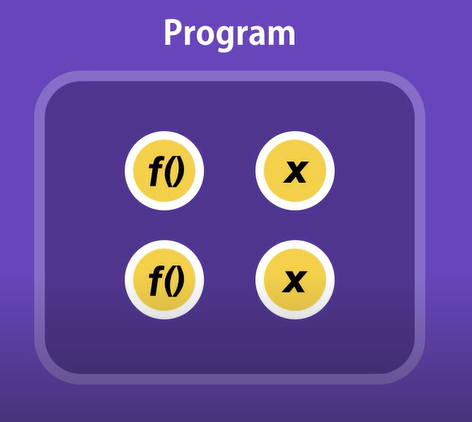 Program
f() x
f() x